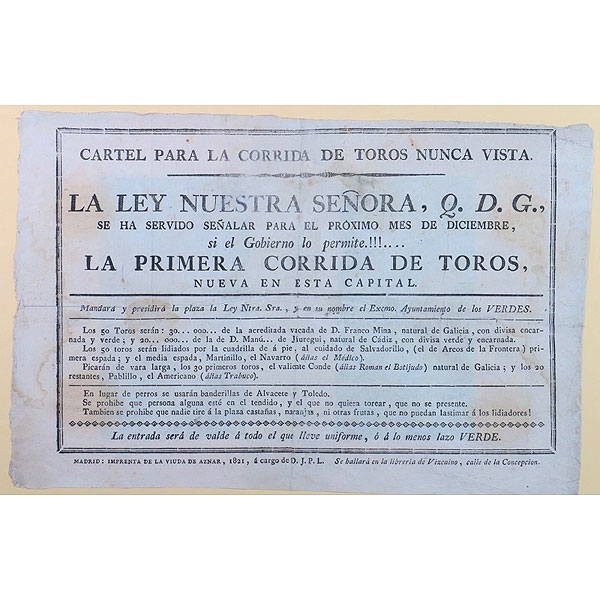 CARTEL PARA LA CORRIDA DE TOROS NUNCA VISTA.
LA LEY NUESTRA SEÑORA, Q. D. G.,
SE HA SERVIDO SEÑALAR PARA EL PRÓXIMO MES DE DICIEMBRE,
si el Gobierno lo permite.!!!....
LA PRIMERA CORRIDA DE TOROS,
NUEVA EN ESTA CAPITAL.
Mandará y presidirá la plaza la Ley Ntra. Sra., y en su nombre el Excmo. Ayuntamiento de los VERDES.
Los 50 Toros serán: 30... 000... de la acreditada vacada de D. Franco Mina, natural de Galicia, con divisa encar-
nada y verde; y 20... 000... de la de D. Manú... de Jiuregui, natural de Cádiz, con divisa verde y encarnada.
Los 50 toros serán lidiados por la cuadrilla de á pie, al cuidado de Salvadorillo, (el de Arcos de la Frontera) pri-
mera espada; y el media espada, Martinillo, el Navarro (álias el Médico).
Picarán de vara larga, los 30 primeros toros, el valiente Conde (álias Roman el Botijudo) natural de Galicia; y los 20
restantes, Pablillo, el Americano (álias Trabuco).
En lugar de perros se usarán banderillas de Alvacete y Toledo.
Se prohibe que persona alguna esté en el tendido, y el que no quiera torear, que no se presente.
Tambien se prohibe que nadie tire á la plaza castañas, naranjas, ni otras frutas, que no puedan lastimar á los lidiadores!
La entrada será de valde á todo el que lleve uniforme, ó á lo menos lazo VERDE.
MADRID: IMPRENTA DE LA VIUDA DE AZNAR, 1821, á cargo de D. J. P. L. Se hallará en la libreria de Vizcaino, calle de la Concepcion.